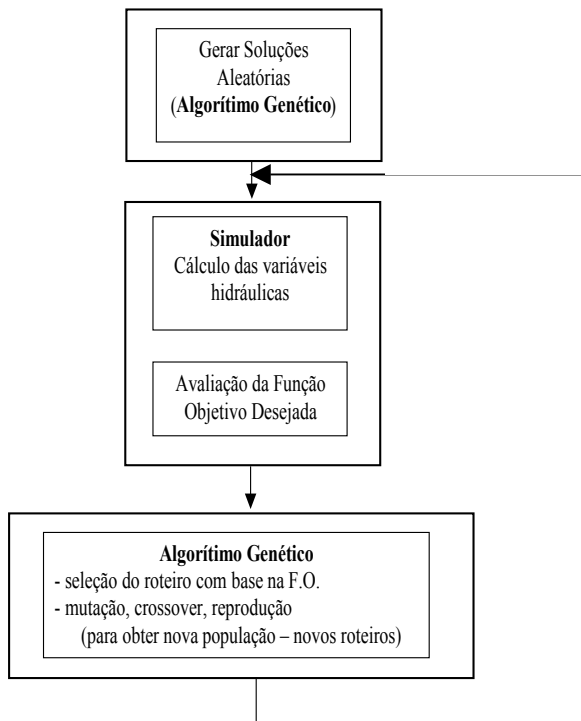 Gerar Soluções
Aleatórias
(Algorítimo Genético)
Simulador
Cálculo das variáveis
hidráulicas
Avaliação da Função
Objetivo Desejada
Algorítimo Genético
- seleção do roteiro com base na F.O.
- mutação, crossover, reprodução
(para obter nova população – novos roteiros)